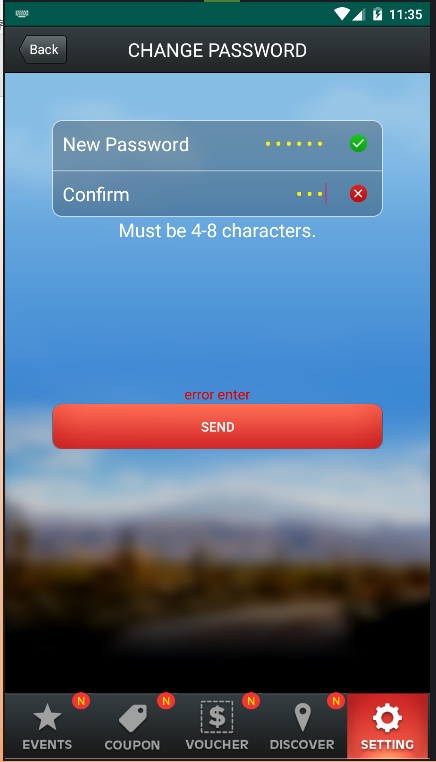 11:35
Back
CHANGE PASSWORD
New Password ••••••
Confirm •••
Must be 4-8 characters.
error enter
SEND
N N N N
EVENTS COUPON VOUCHER DISCOVER SETTING